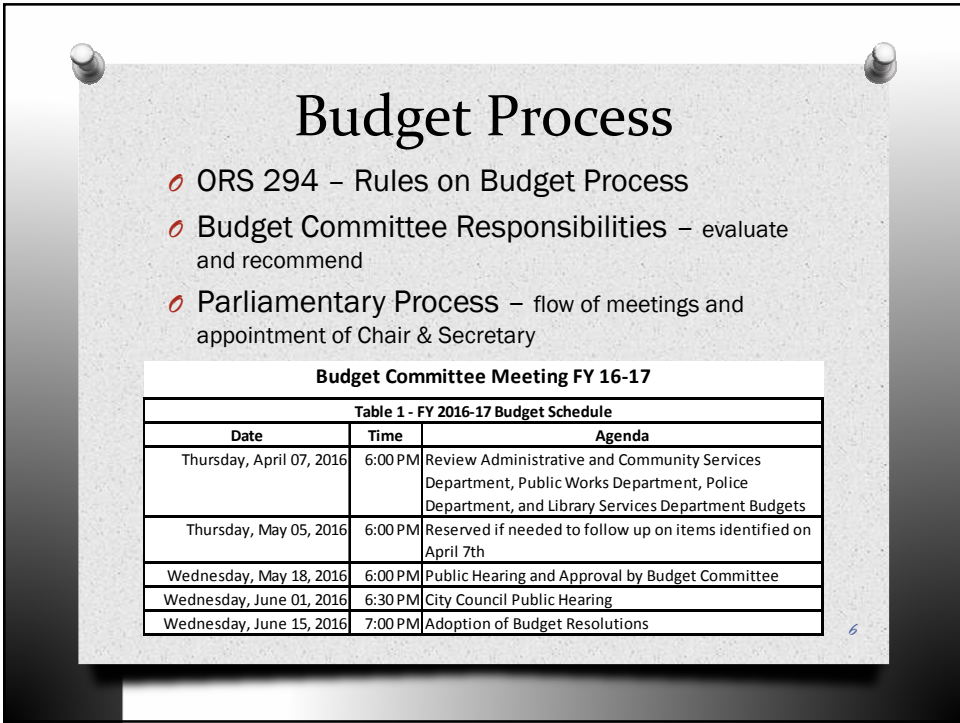 Budget Process
ORS 294 – Rules on Budget Process
Budget Committee Responsibilities – evaluate
and recommend
Parliamentary Process – flow of meetings and
appointment of Chair & Secretary
Budget Committee Meeting FY 16-17
Table 1 - FY 2016-17 Budget Schedule
Date Time Agenda
Thursday, April 07, 2016 6:00 PM Review Administrative and Community Services
Department, Public Works Department, Police
Department, and Library Services Department Budgets
Thursday, May 05, 2016 6:00 PM Reserved if needed to follow up on items identified on
April 7th
Wednesday, May 18, 2016 6:00 PM Public Hearing and Approval by Budget Committee
Wednesday, June 01, 2016 6:30 PM City Council Public Hearing
Wednesday, June 15, 2016 7:00 PM Adoption of Budget Resolutions
6